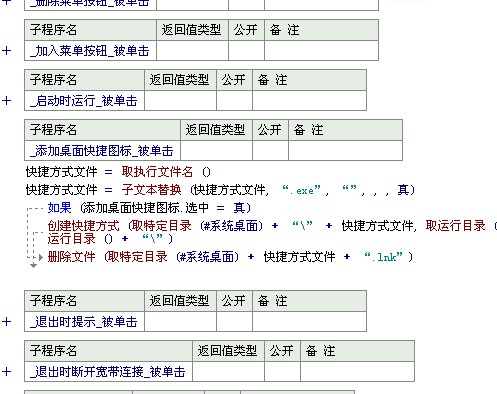 _删除菜单按钮_被单击
子程序名 返回值类型 公开 备 注
_加入菜单按钮_被单击
子程序名 返回值类型 公开 备 注
_启动时运行_被单击
子程序名 返回值类型 公开 备 注
_添加桌面快捷图标_被单击
快捷方式文件 = 取执行文件名 ()
快捷方式文件 = 子文本替换 (快捷方式文件, “.exe”, “”, , , 真)
如果 (添加桌面快捷图标.选中 = 真)
创建快捷方式 (取特定目录 (#系统桌面) + “\” + 快捷方式文件, 取运行目录 (
运行目录 () + “\”)
删除文件 (取特定目录 (#系统桌面) + 快捷方式文件 + “.lnk”)
子程序名 返回值类型 公开 备 注
_退出时提示_被单击
子程序名 返回值类型 公开 备 注
_退出时断开宽带连接_被单击